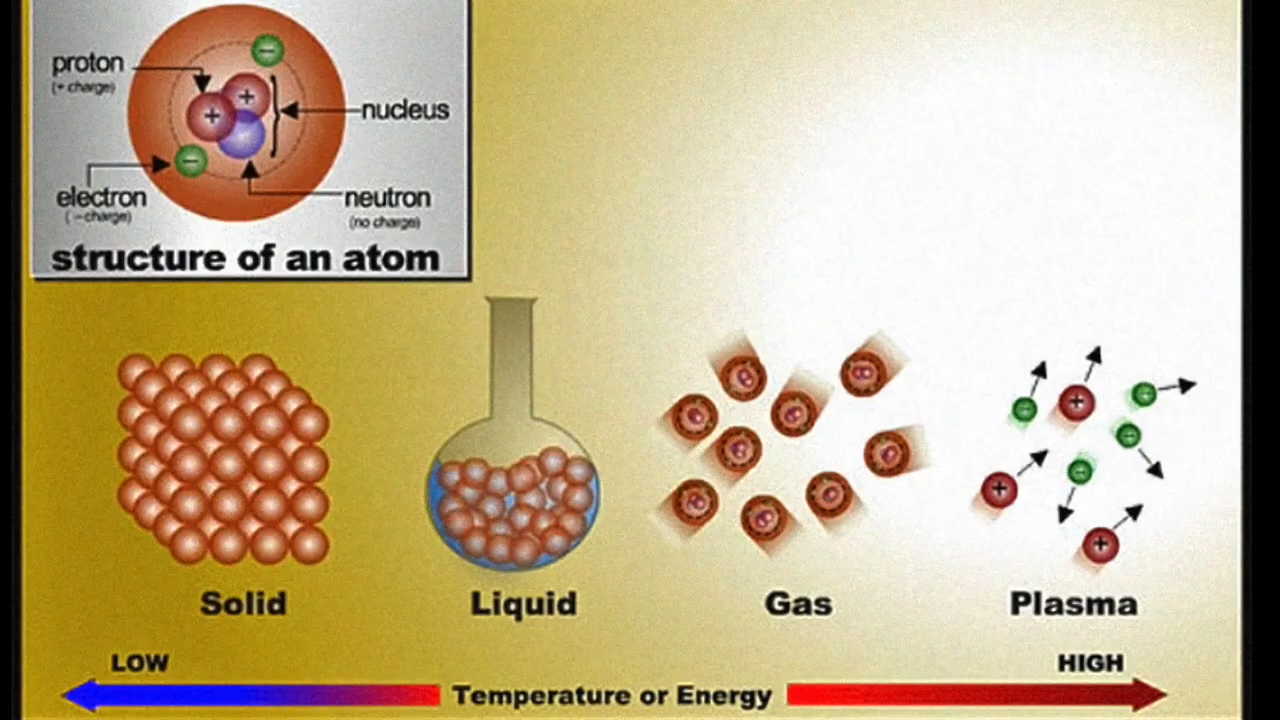 proton
(+ charge)
nucleus
electron
(− charge)
neutron
(no charge)
structure of an atom
Solid
Liquid
Gas
Plasma
LOW
HIGH
Temperature or Energy